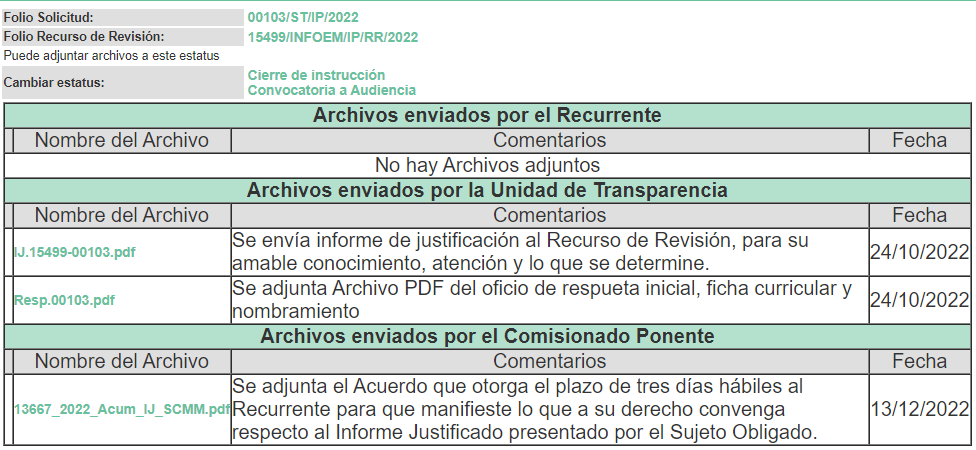 Folio Solicitud: 00103/ST/IP/2022
Folio Recurso de Revisión: 15499/INFOEM/IP/RR/2022
Puede adjuntar archivos a este estatus
Cambiar estatus: Cierre de instrucción
Convocatoria a Audiencia
Archivos enviados por el Recurrente
Nombre del Archivo Comentarios Fecha
No hay Archivos adjuntos
Archivos enviados por la Unidad de Transparencia
Nombre del Archivo Comentarios Fecha
IJ.15499-00103.pdf Se envía informe de justificación al Recurso de Revisión, para su amable conocimiento, atención y lo que se determine. 24/10/2022
Resp.00103.pdf Se adjunta Archivo PDF del oficio de respueta inicial, ficha curricular y nombramiento 24/10/2022
Archivos enviados por el Comisionado Ponente
Nombre del Archivo Comentarios Fecha
13667_2022_Acum_IJ_SCMM.pdf Se adjunta el Acuerdo que otorga el plazo de tres días hábiles al Recurrente para que manifieste lo que a su derecho convenga respecto al Informe Justificado presentado por el Sujeto Obligado. 13/12/2022